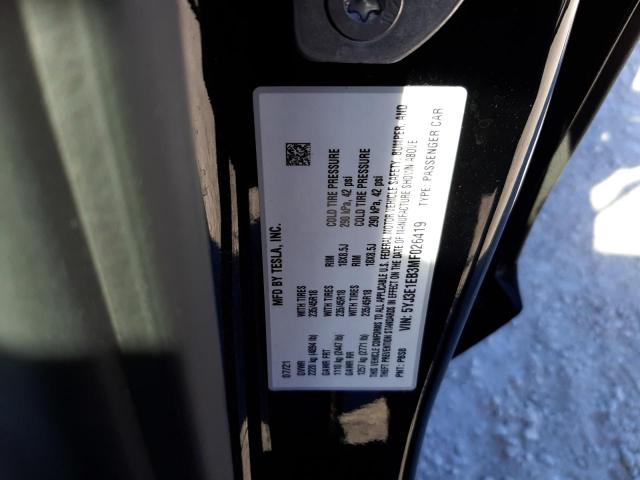 MFD BY TESLA, INC.
07/21
GVWR WITH TIRES RIM COLD TIRE PRESSURE
2220 kg (4894 lb) 235/45R18 18X8.5J 290 kPa, 42 psi
GAWR FRT WITH TIRES RIM COLD TIRE PRESSURE
1110 kg (2447 lb) 235/45R18 18X8.5J 290 kPa, 42 psi
GAWR RR
1257 kg (2771 lb) 235/45R18
THIS VEHICLE CONFORMS TO ALL APPLICABLE U.S. FEDERAL MOTOR VEHICLE SAFETY, BUMPER, AND
THEFT PREVENTION STANDARDS IN EFFECT ON THE DATE OF MANUFACTURE SHOWN ABOVE
VIN: 5YJ3E1EB3MF026419 TYPE: PASSENGER CAR
PNT: PBSB